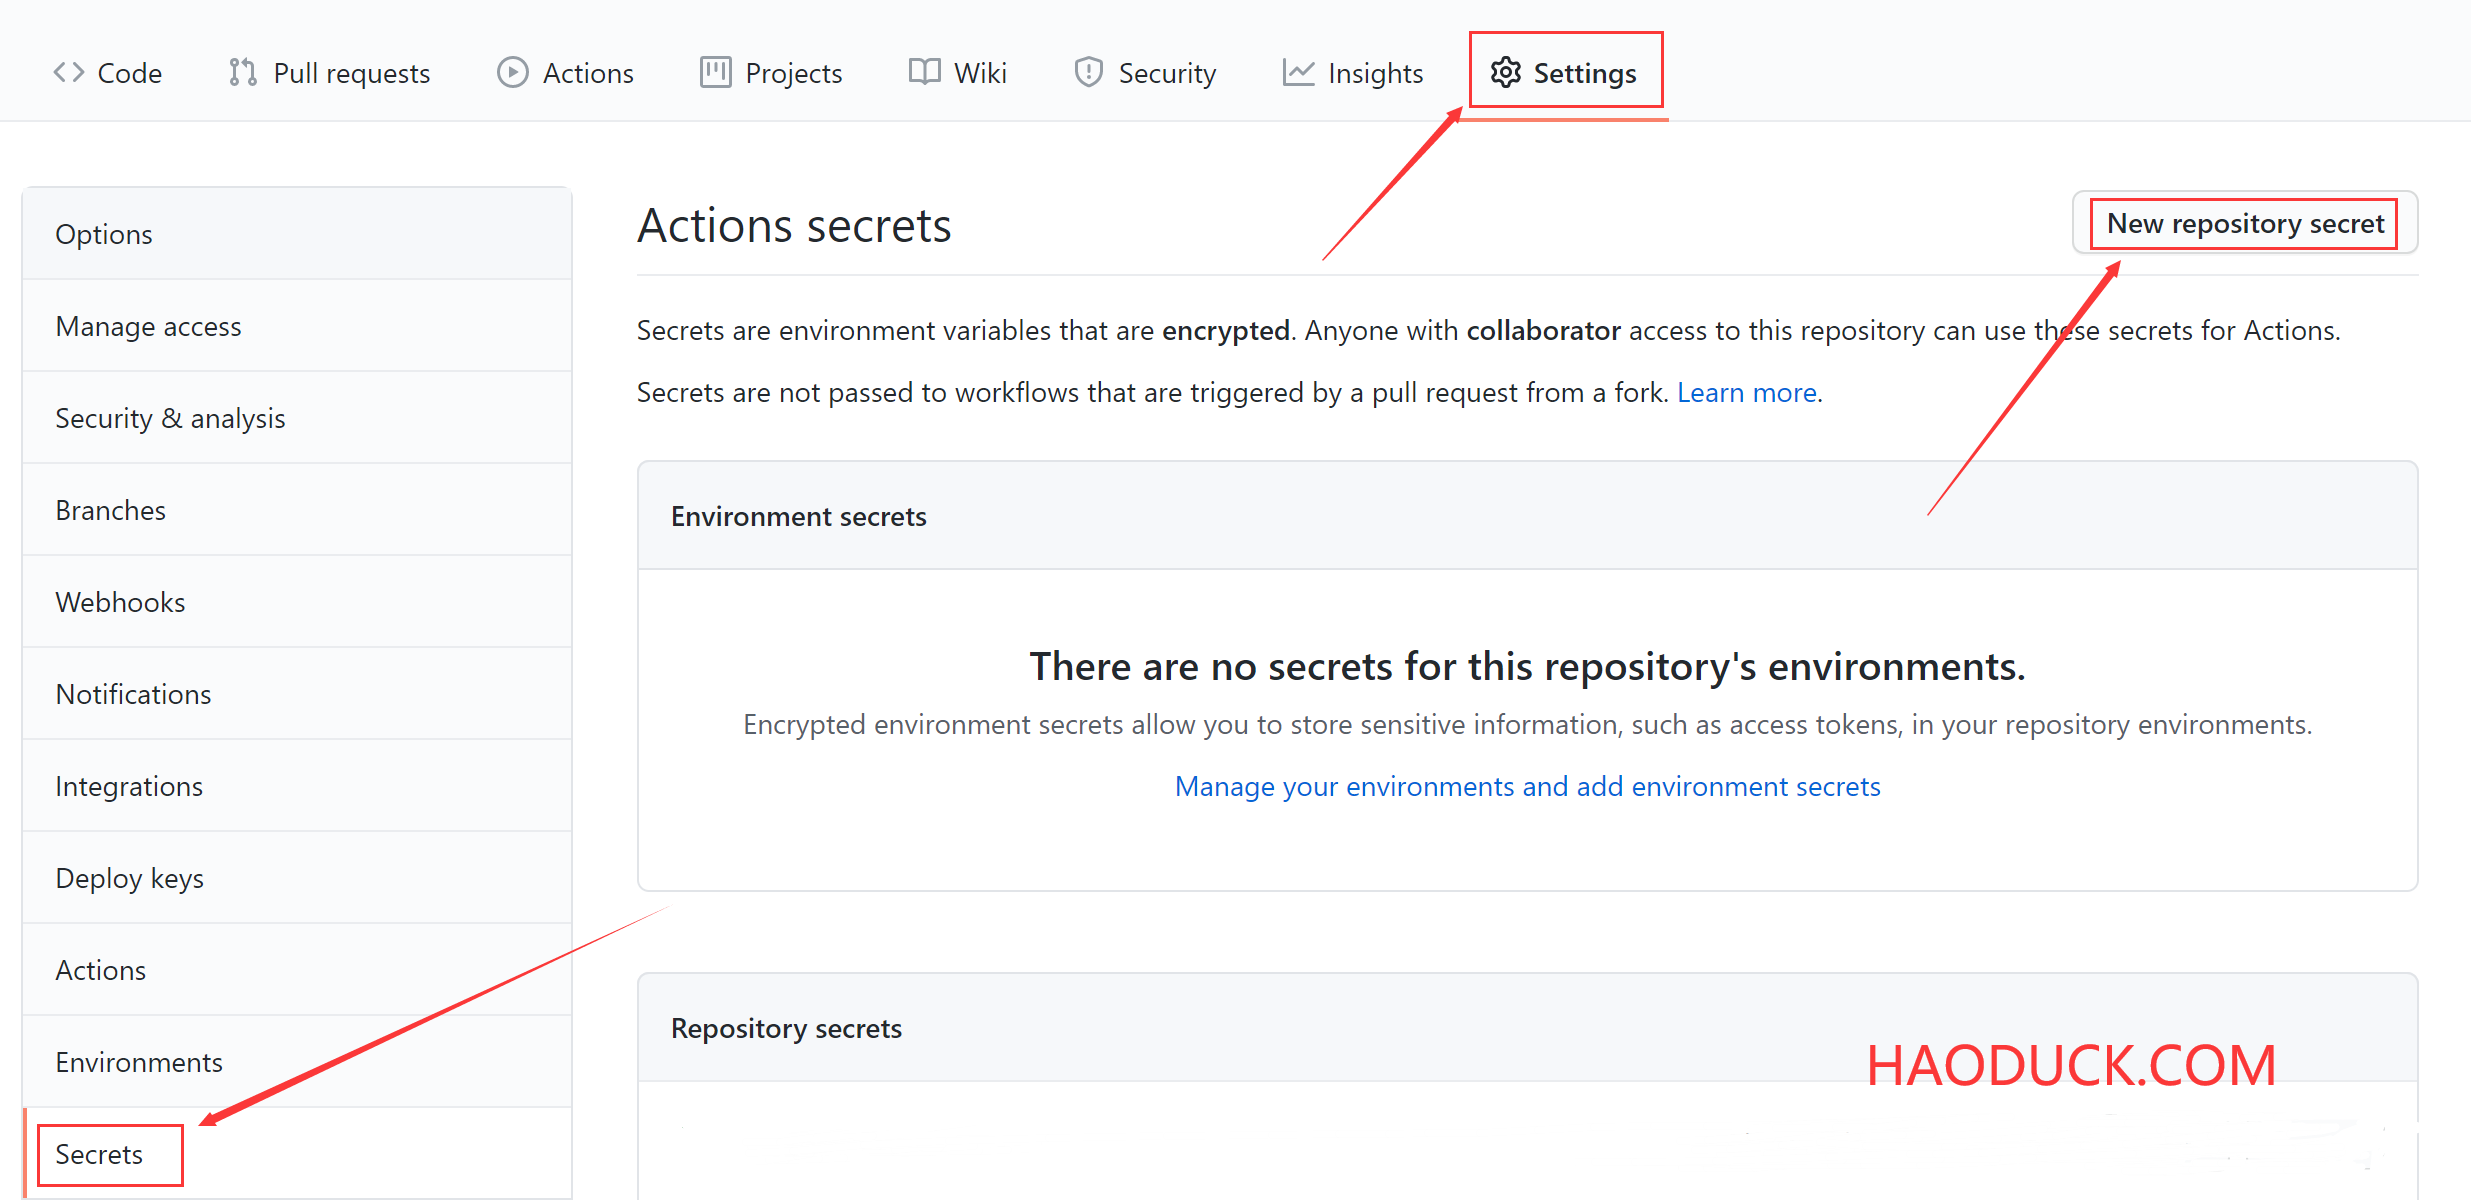 Code Pull requests Actions Projects Wiki Security Insights Settings
Options
Manage access
Security & analysis
Branches
Webhooks
Notifications
Integrations
Deploy keys
Actions
Environments
Secrets
Actions secrets
New repository secret
Secrets are environment variables that are encrypted. Anyone with collaborator access to this repository can use these secrets for Actions.
Secrets are not passed to workflows that are triggered by a pull request from a fork. Learn more.
Environment secrets
There are no secrets for this repository's environments.
Encrypted environment secrets allow you to store sensitive information, such as access tokens, in your repository environments.
Manage your environments and add environment secrets
Repository secrets
HAODUCK.COM